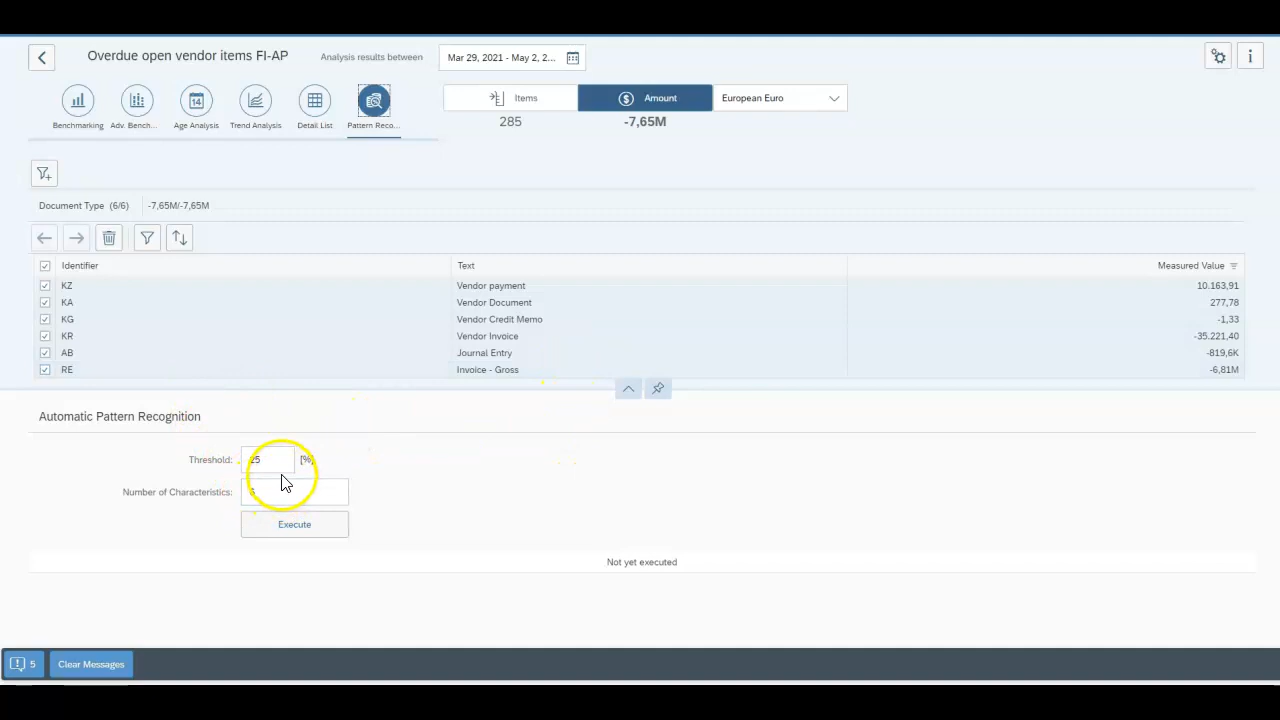 Overdue open vendor items FI-AP
Analysis results between
Mar 29, 2021 - May 2, 2...
Benchmarking
Adv. Bench...
14
Age Analysis
Trend Analysis
Detail List
Pattern Reco...
Items
Amount
European Euro
285
-7,65M
Document Type (6/6)
-7,65M/-7,65M
Identifier Text Measured Value
KZ Vendor payment 10.163,91
KA Vendor Document 277,78
KG Vendor Credit Memo -1,33
KR Vendor Invoice -35.221,40
AB Journal Entry -819,6K
RE Invoice - Gross -6,81M
Automatic Pattern Recognition
Threshold: 25 [%]
Number of Characteristics:
Execute
Not yet executed
5
Clear Messages